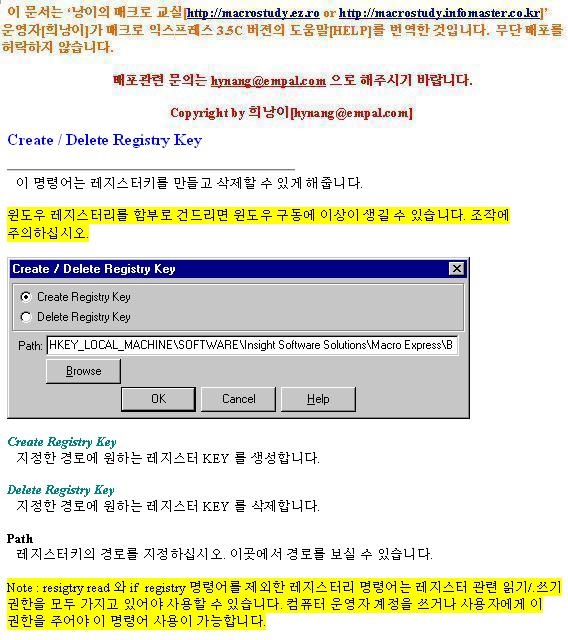 이 문서는 ‘낭이의 매크로 교실[http://macrostudy.ez.ro or http://macrostudy.infomaster.co.kr]’
운영자[희낭이]가 매크로 익스프레스 3.5C 버젼의 도움말[HELP]를 번역한 것입니다. 무단 배포를
허락하지 않습니다.
배포관련 문의는 hynang@empal.com 으로 해주시기 바랍니다.
Copyright by 희낭이[hynang@empal.com]
Create / Delete Registry Key
이 명령어는 레지스터키를 만들고 삭제할 수 있게 해줍니다.
윈도우 레지스터리를 함부로 건드리면 윈도우 구동에 이상이 생길 수 있습니다. 조작에
주의하십시오.
Create / Delete Registry Key
Create Registry Key
Delete Registry Key
Path: HKEY_LOCAL_MACHINE\SOFTWARE\Insight Software Solutions\Macro Express\B
Browse
OK Cancel Help
Create Registry Key
지정한 경로에 원하는 레지스터 KEY 를 생성합니다.
Delete Registry Key
지정한 경로에 원하는 레지스터 KEY 를 삭제합니다.
Path
레지스터키의 경로를 지정하십시오. 이곳에서 경로를 보실 수 있습니다.
Note : resigtry read 와 if registry 명령어를 제외한 레지스터리 명령어는 레지스터 관련 읽기/.쓰기
권한을 모두 가지고 있어야 사용할 수 있습니다. 컴퓨터 운영자 계정을 쓰거나 사용자에게 이
권한을 주어야 이 명령어 사용이 가능합니다.